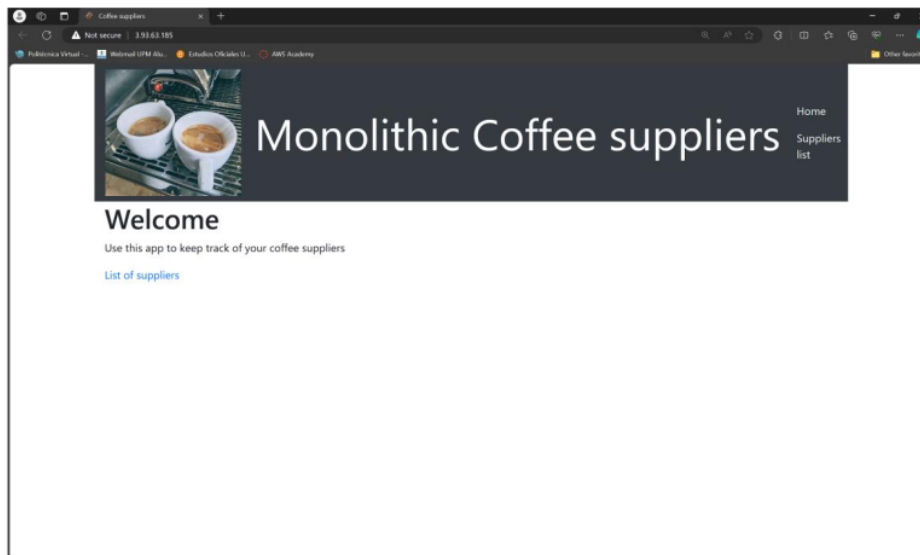 Coffee suppliers
Not secure | 3.93.63.185
Politécnica Virtual -...
Webmail UPM Alu...
Estudios Oficiales U...
AWS Academy
Other favorit
Monolithic Coffee suppliers
Home
Suppliers
list
Welcome
Use this app to keep track of your coffee suppliers
List of suppliers